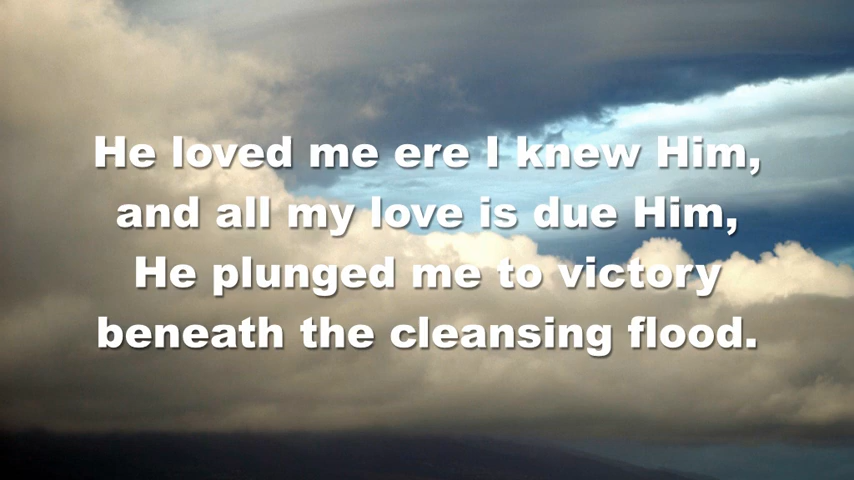 He loved me ere I knew Him,
and all my love is due Him,
He plunged me to victory
beneath the cleansing flood.